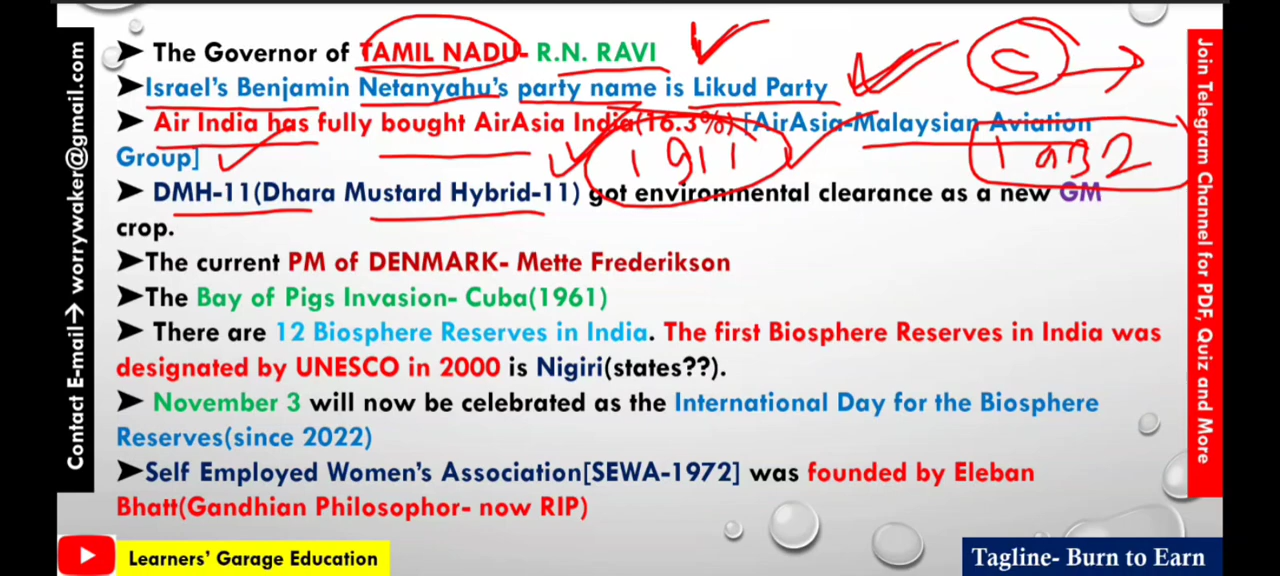 ➤ The Governor of TAMIL NADU- R.N. RAVI
➤Israel's Benjamin Netanyahu's party name is Likud Party
➤ Air India has fully bought AirAsia India(16.3%) [AirAsia-Malaysian Aviation
Group]
1911
S →
1932
➤ DMH-11(Dhara Mustard Hybrid-11) got environmental clearance as a new GM
crop.
➤The current PM of DENMARK- Mette Frederikson
➤The Bay of Pigs Invasion- Cuba(1961)
➤ There are 12 Biosphere Reserves in India. The first Biosphere Reserves in India was
designated by UNESCO in 2000 is Nigiri(states??).
➤ November 3 will now be celebrated as the International Day for the Biosphere
Reserves(since 2022)
➤Self Employed Women's Association[SEWA-1972] was founded by Eleban
Bhatt(Gandhian Philosophor- now RIP)
Contact E-mail→ worrywaker@gmail.com
Join Telegram Channel for PDF, Quiz and More
Learners' Garage Education
Tagline- Burn to Earn